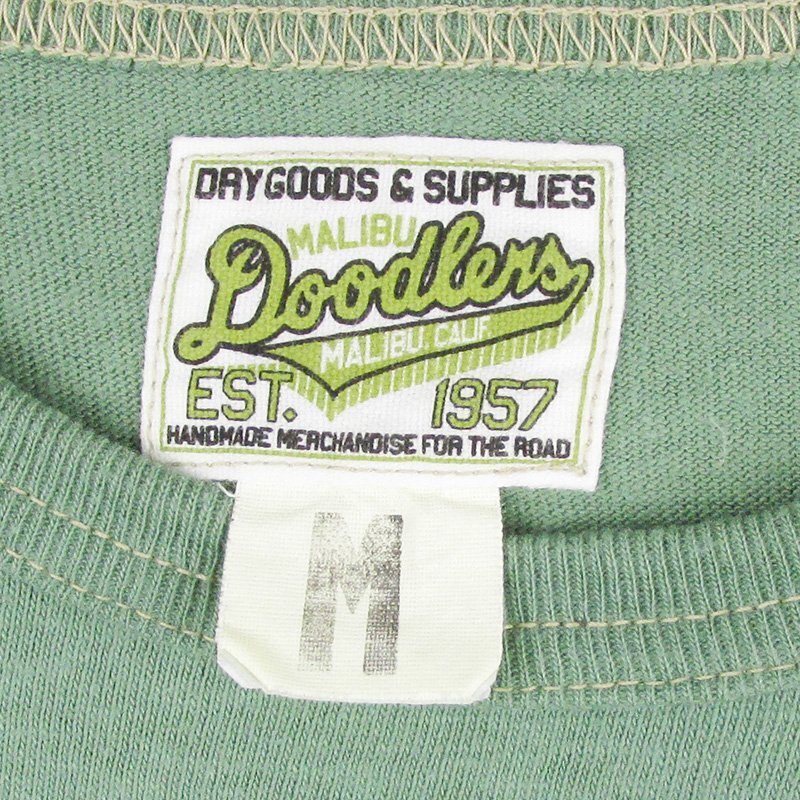 DRYGOODS & SUPPLIES
MALIBU
Doodlers
MALIBU, CALIF.
EST. 1957
HANDMADE MERCHANDISE FOR THE ROAD
M